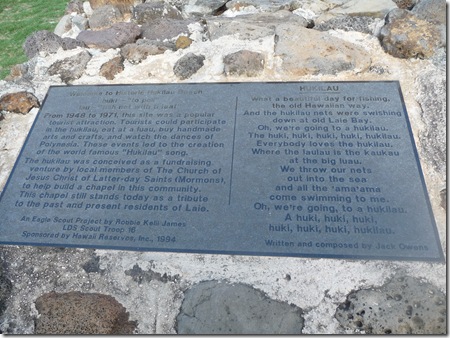 Welcome to Historic Hukilau Beach
huki - "to pull"
From 1948 to 1971, this site was a popular
tourist attraction. Tourists could participate
in the hukilau, eat at a luau, buy handmade
arts and crafts, and watch the dances of
Polynesia. These events led to the creation
of the world famous "Hukilau" song.
The hukilau was conceived as a fundraising
venture by local members of The Church of
Jesus Christ of Latter-day Saints (Mormons),
to help build a chapel in this community.
This chapel still stands today as a tribute
to the past and present residents of Laie.
An Eagle Scout Project by Robbie Kelii James
LDS Scout Troop 16
Sponsored by Hawaii Reserves, Inc., 1994
HUKILAU
What a beautiful day for fishing,
the old Hawaiian way.
And the hukilau nets were swishing
down at old Laie Bay.
Oh, we're going to a hukilau.
The huki, huki, huki, huki, hukilau.
Everybody loves the hukilau.
Where the laulau is the kaukau
at the big luau.
We throw our nets
out into the sea
and all the 'ama'ama
come swimming to me.
Oh, we're going, to a hukilau.
A huki, huki, huki,
huki, huki, huki, hukilau.
Written and composed by Jack Owens